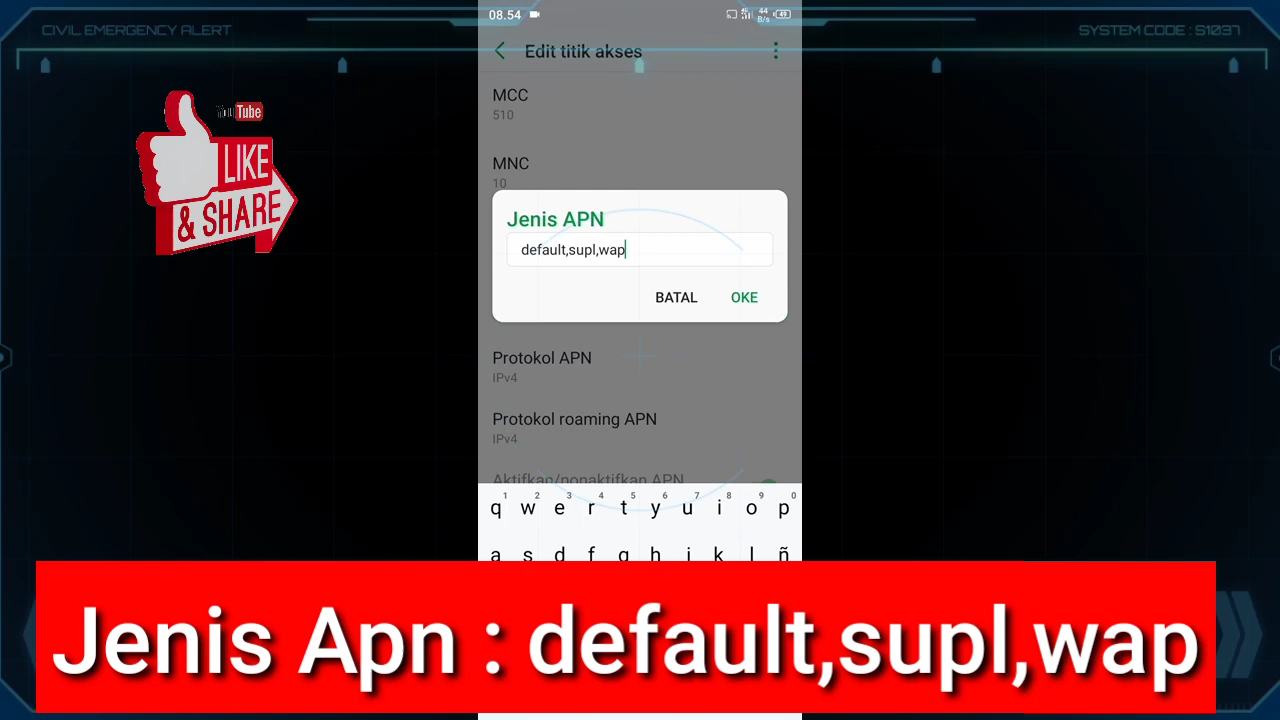 CIVIL EMERGENCY ALERT
SYSTEM CODE : S1037
08.54
44
B/s
49
Edit titik akses
YouTube
LIKE
& SHARE
MCC
510
MNC
10
Jenis APN
default,supl,wap
BATAL OKE
Protokol APN
IPv4
Protokol roaming APN
IPv4
Aktifkan/nonaktifkan APN
1 2 3 4 5 6 7 8 9 0
q w e r t y u i o p
a s d f g h j k l ñ
Jenis Apn : default,supl,wap